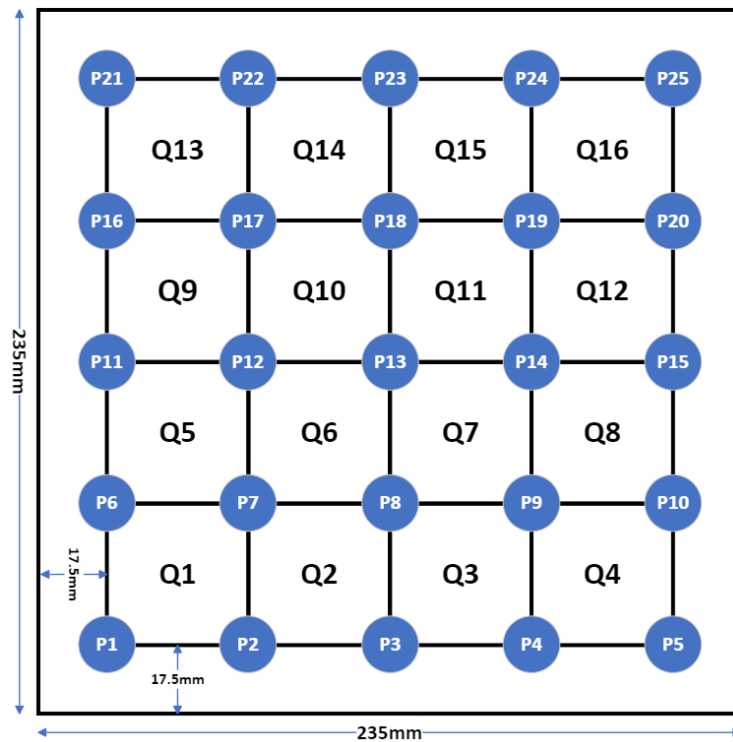 P21 P22 P23 P24 P25
Q13 Q14 Q15 Q16
P16 P17 P18 P19 P20
Q9 Q10 Q11 Q12
235mm
P11 P12 P13 P14 P15
Q5 Q6 Q7 Q8
P6 P7 P8 P9 P10
17.5mm
Q1 Q2 Q3 Q4
P1 P2 P3 P4 P5
17.5mm
235mm